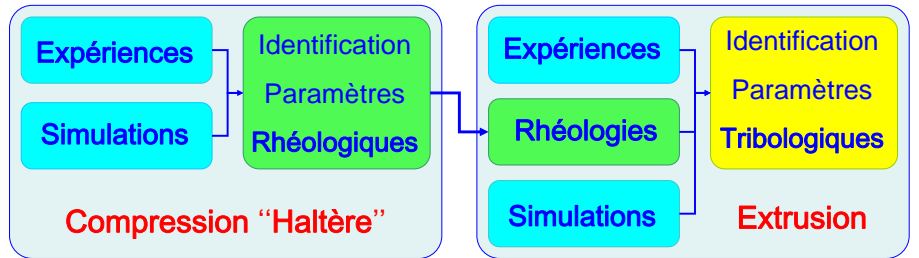 Expériences
Simulations
Identification
Paramètres
Rhéologiques
Compression ‘‘Haltère’’
Expériences
Rhéologies
Simulations
Identification
Paramètres
Tribologiques
Extrusion